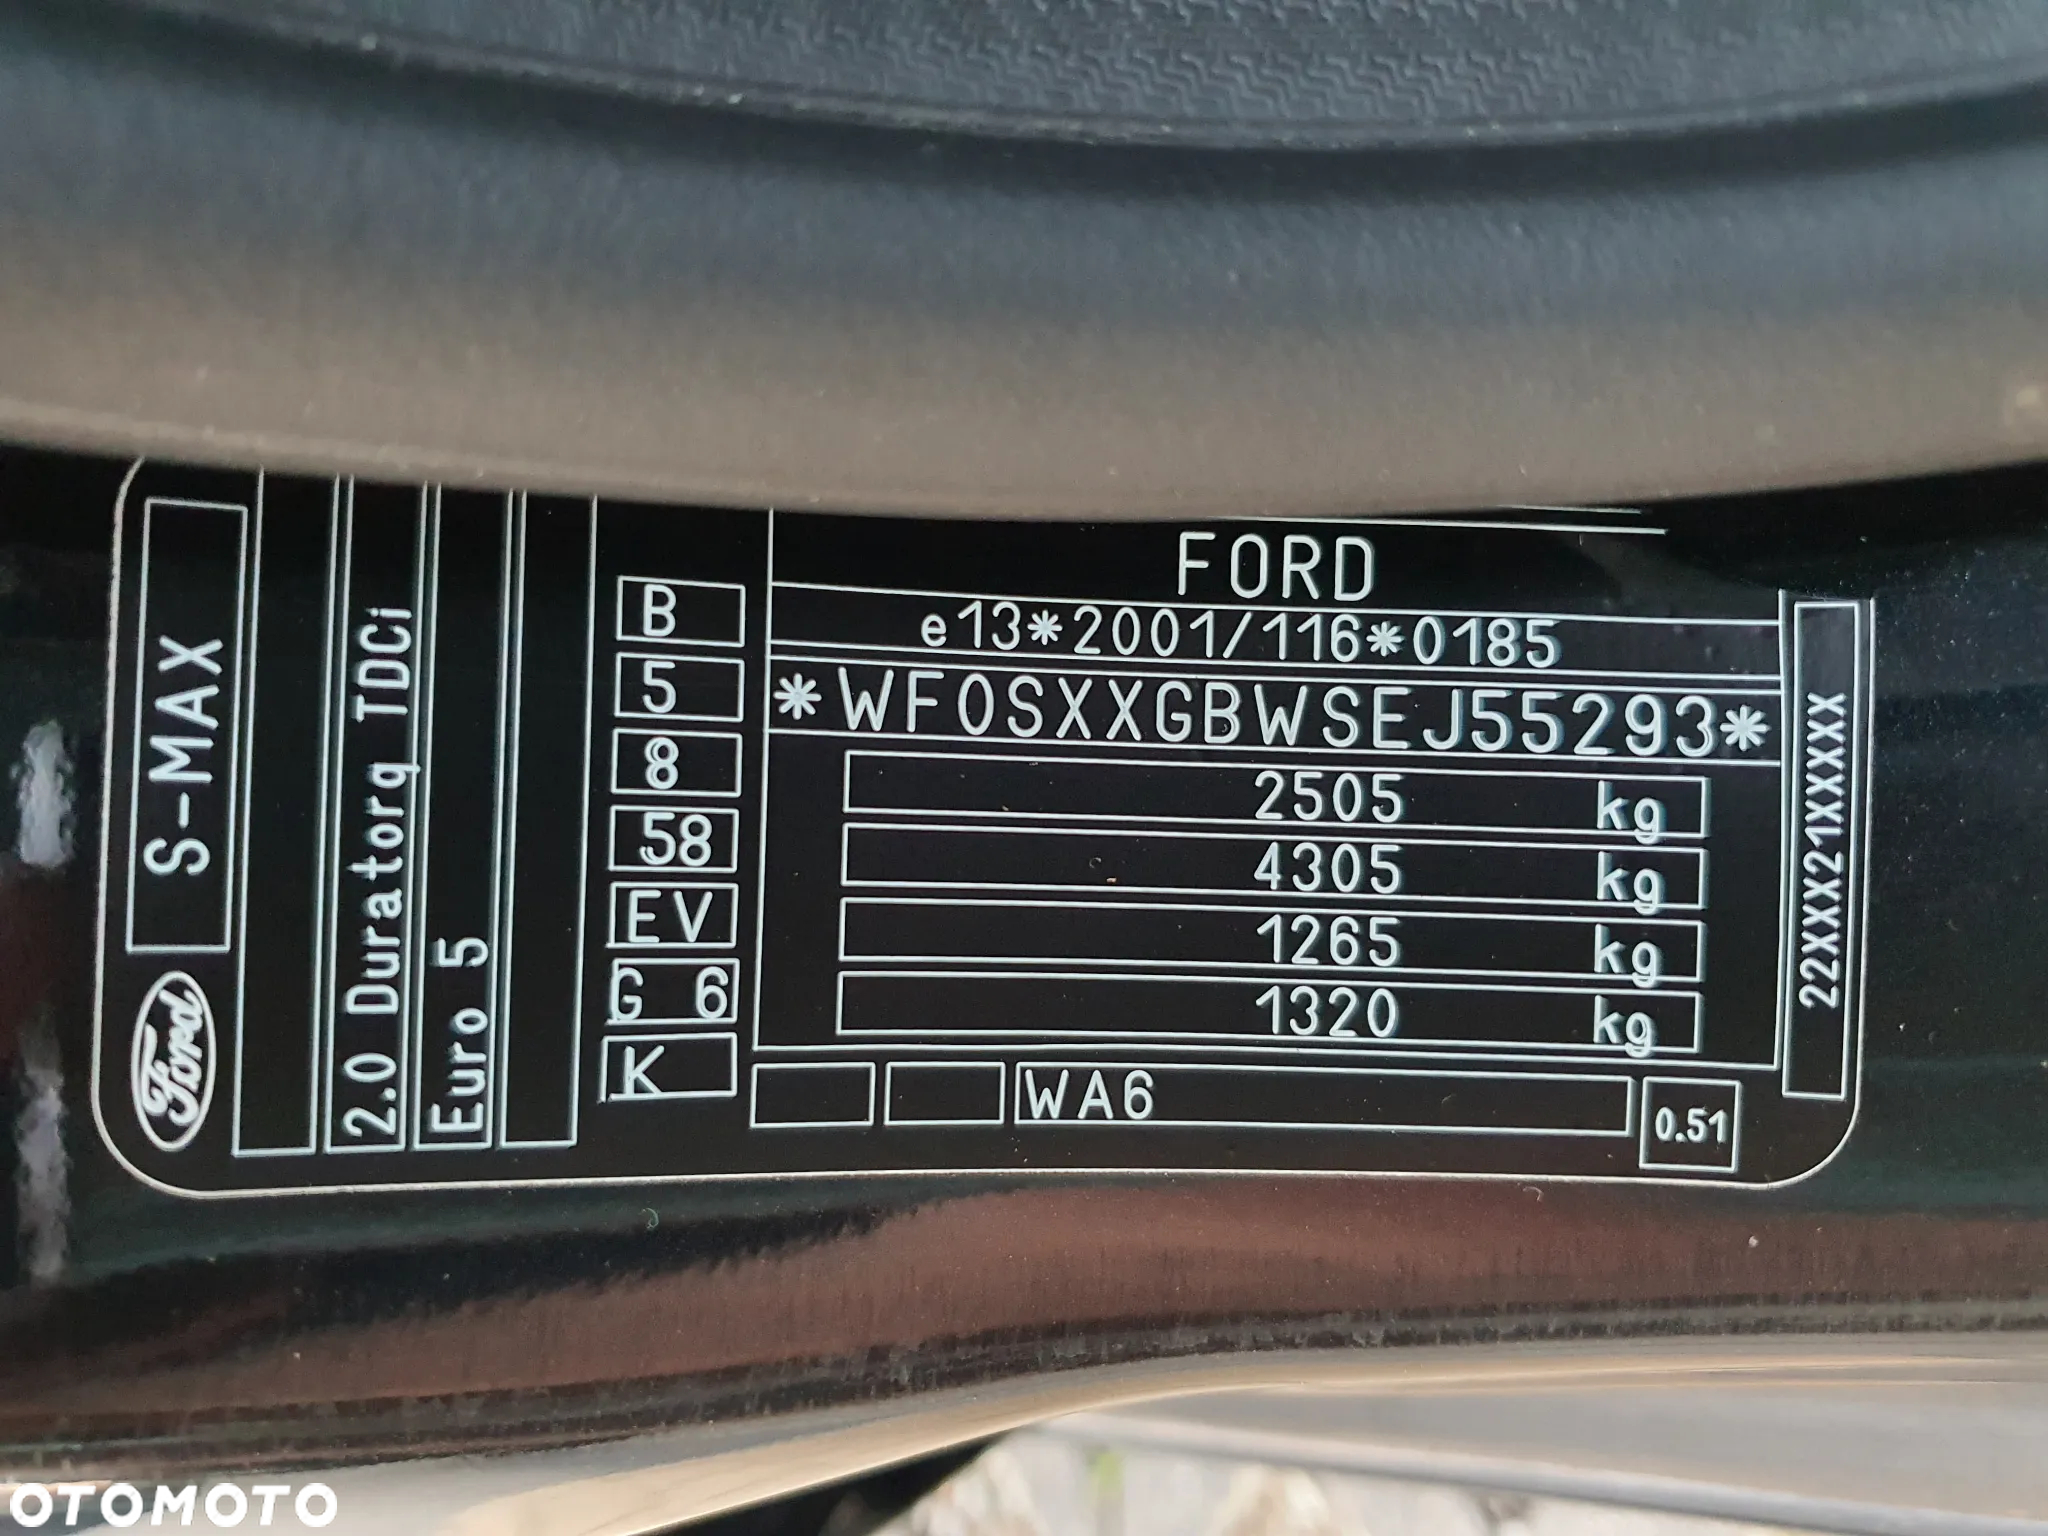 FORD
e13*2001/116*0185
*WF0SXXGBWSEJ55293*
2505 kg
4305 kg
1265 kg
1320 kg
WA6
0.51
22XXX21XXXXX
B
5
8
58
EV
G 6
K
Ford S-MAX
2.0 Duratorq TDCi
Euro 5
OTOMOTO